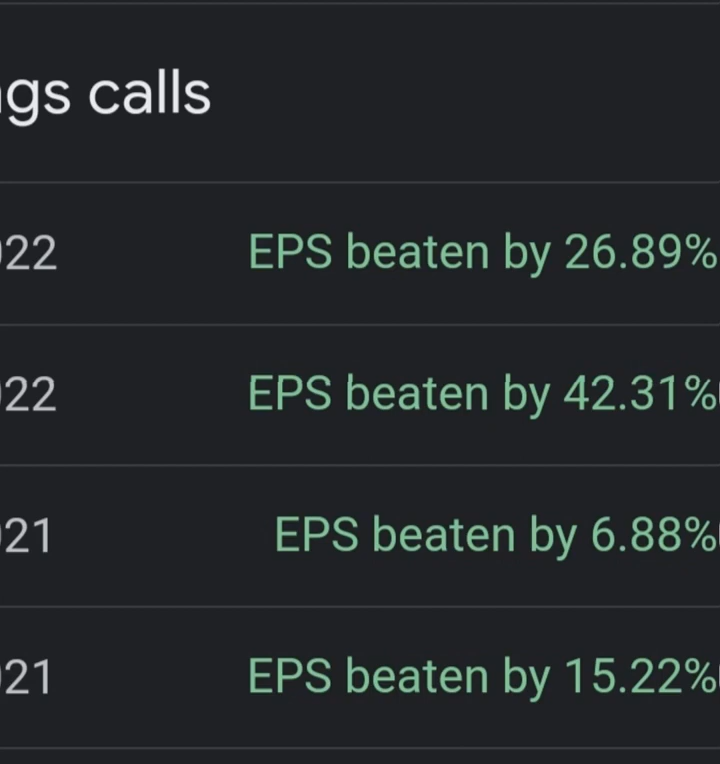 gs calls
22 EPS beaten by 26.89%
22 EPS beaten by 42.31%
21 EPS beaten by 6.88%
21 EPS beaten by 15.22%